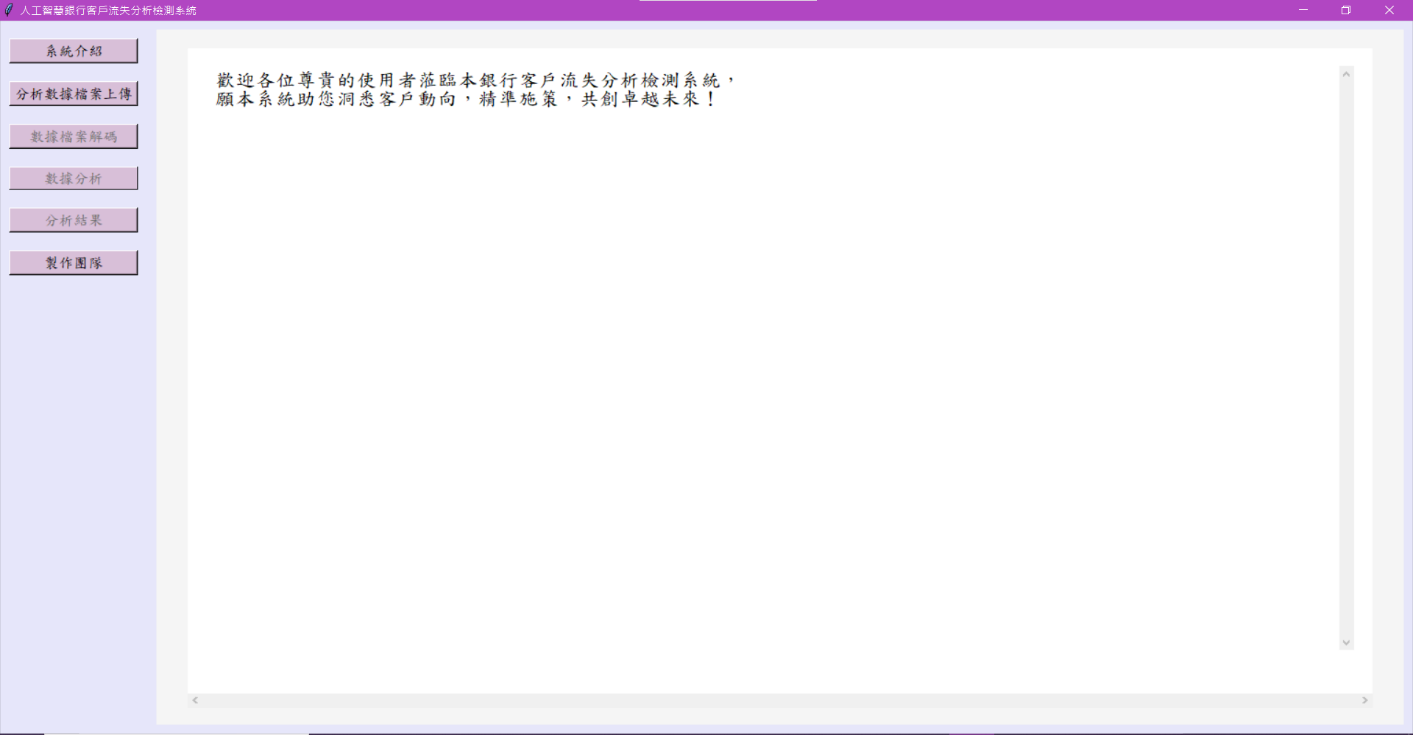 人工智慧銀行客戶流失分析檢測系統
系統介紹
分析數據檔案上傳
數據檔案解碼
數據分析
分析結果
製作團隊
歡迎各位尊貴的使用者蒞臨本銀行客戶流失分析檢測系統，
願本系統助您洞悉客戶動向，精準施策，共創卓越未來！